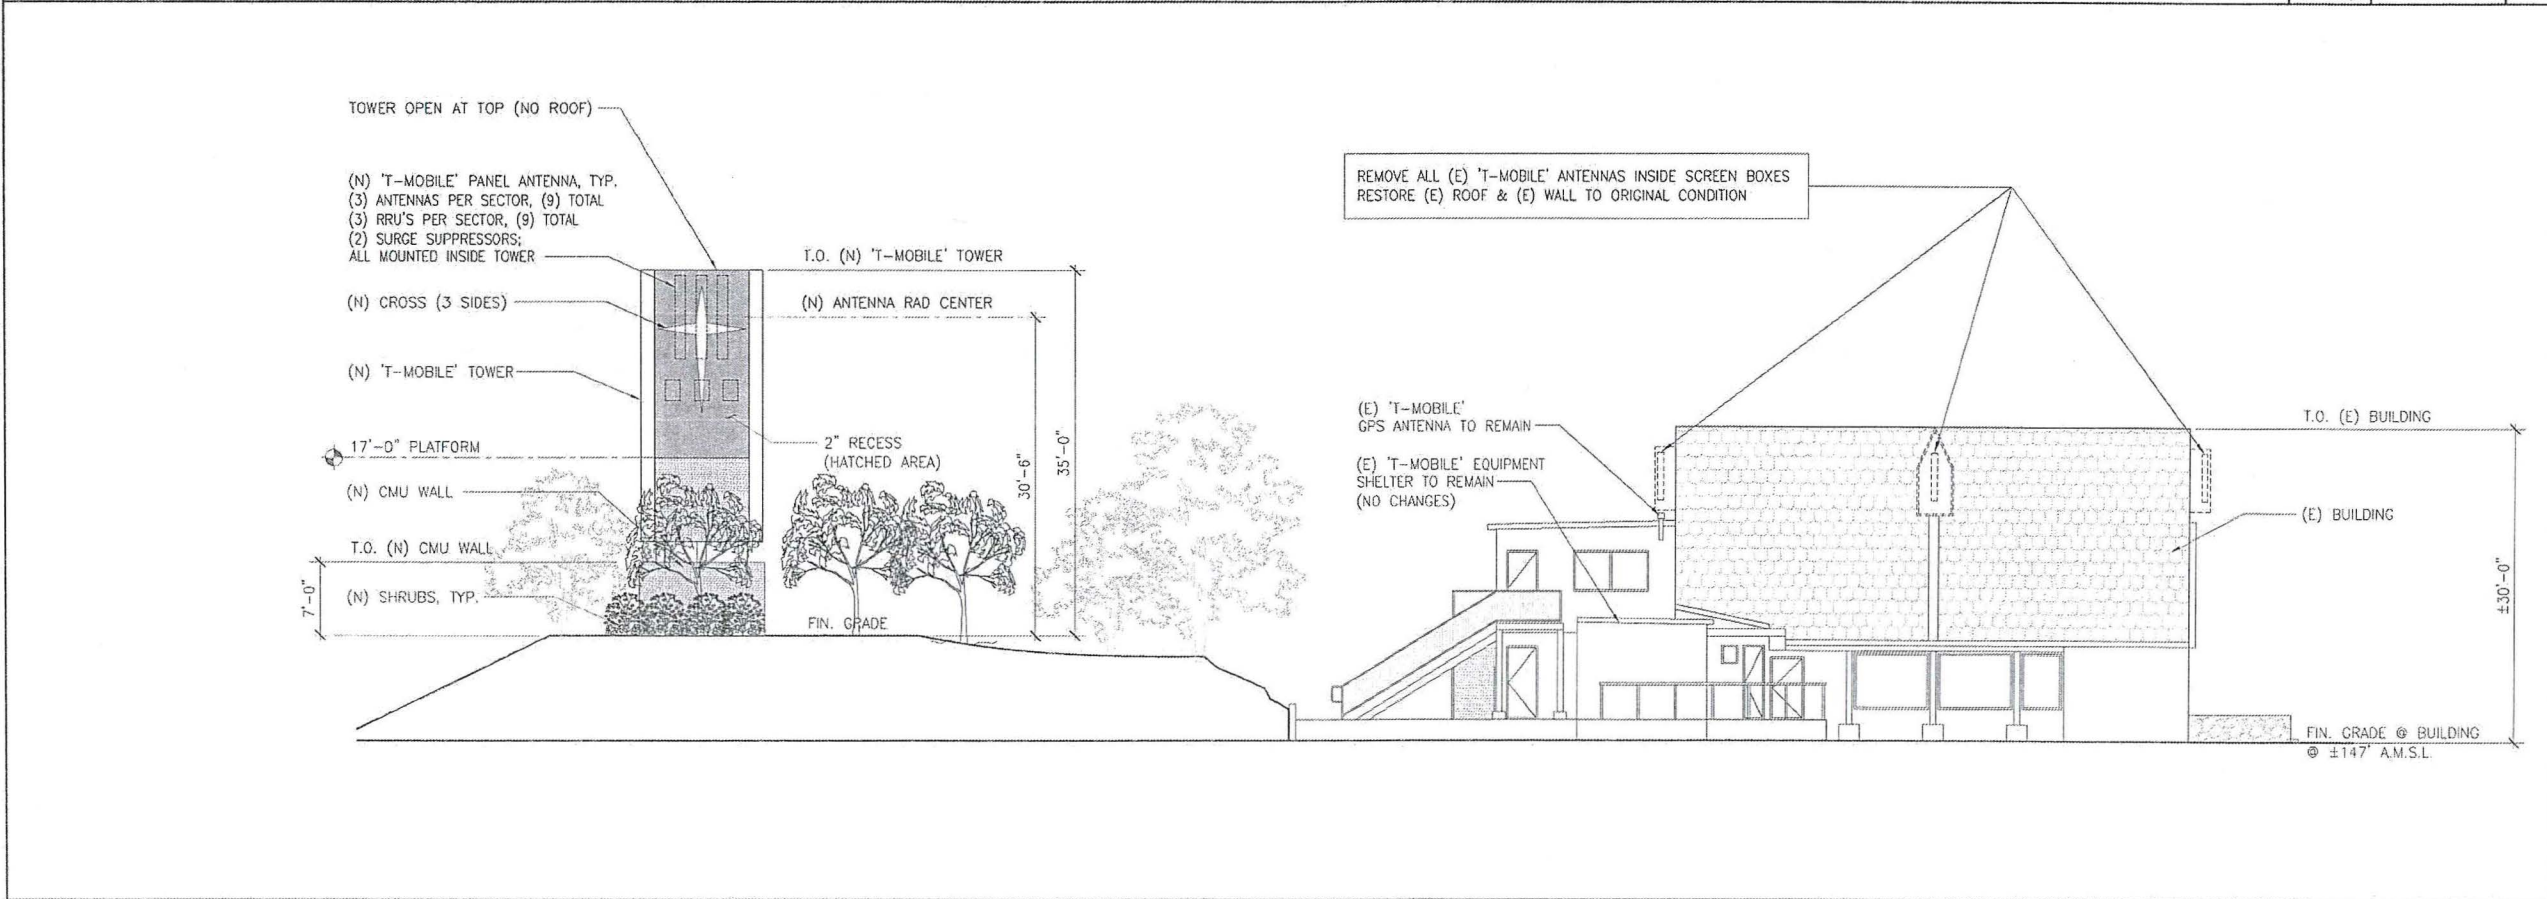 TOWER OPEN AT TOP (NO ROOF)
(N) 'T-MOBILE' PANEL ANTENNA, TYP.
(3) ANTENNAS PER SECTOR, (9) TOTAL
(3) RRU'S PER SECTOR, (9) TOTAL
(2) SURGE SUPPRESSORS;
ALL MOUNTED INSIDE TOWER
(N) CROSS (3 SIDES)
(N) 'T-MOBILE' TOWER
17'-0" PLATFORM
(N) CMU WALL
T.O. (N) CMU WALL
7'-0"
(N) SHRUBS, TYP.
T.O. (N) 'T-MOBILE' TOWER
(N) ANTENNA RAD CENTER
2" RECESS
(HATCHED AREA)
30'-6"
35'-0"
FIN. GRADE
REMOVE ALL (E) 'T-MOBILE' ANTENNAS INSIDE SCREEN BOXES
RESTORE (E) ROOF & (E) WALL TO ORIGINAL CONDITION
(E) 'T-MOBILE'
GPS ANTENNA TO REMAIN
(E) 'T-MOBILE' EQUIPMENT
SHELTER TO REMAIN
(NO CHANGES)
T.O. (E) BUILDING
(E) BUILDING
±30'-0"
FIN. GRADE @ BUILDING
@ ±147' A.M.S.L.